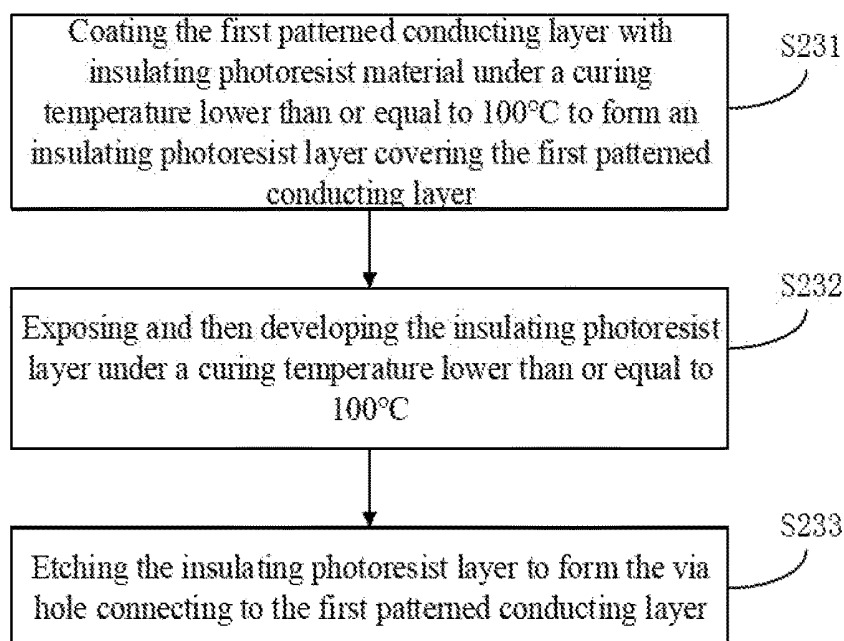 Coating the first patterned conducting layer with
insulating photoresist material under a curing
temperature lower than or equal to 100°C to form an
insulating photoresist layer covering the first patterned
conducting layer
S231
Exposing and then developing the insulating photoresist
layer under a curing temperature lower than or equal to
100°C
S232
Etching the insulating photoresist layer to form the via
hole connecting to the first patterned conducting layer
S233